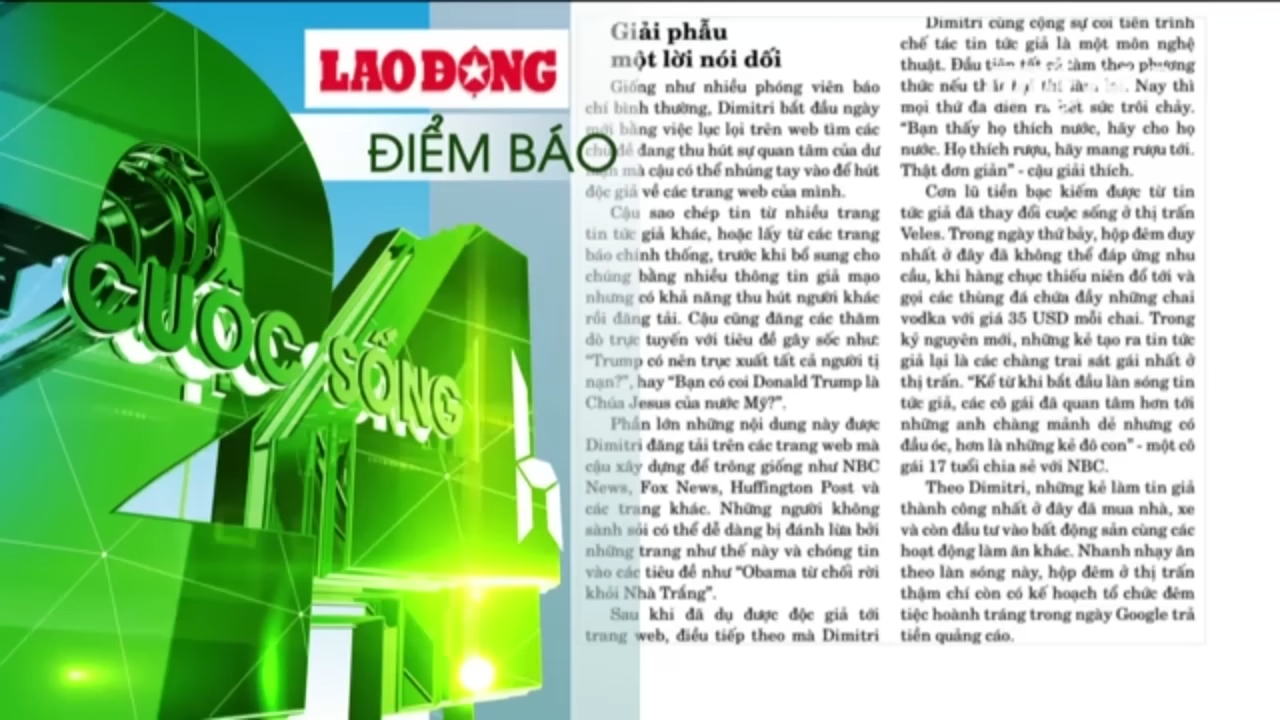 LAO ĐỘNG
ĐIỂM BÁO
CUỘC SỐNG
24h
Giải phẫu
một lời nói dối
Giống như nhiều phóng viên báo
chí bình thường, Dimitri bắt đầu ngày
mới bằng việc lục lọi trên web tìm các
chủ đề đang thu hút sự quan tâm của dư
luận mà cậu có thể nhúng tay vào để hút
độc giả về các trang web của mình.
Cậu sao chép tin từ nhiều trang
tin tức giả khác, hoặc lấy từ các trang
báo chính thống, trước khi bổ sung cho
chúng bằng nhiều thông tin giả mạo
nhưng có khả năng thu hút người khác
rồi đăng tải. Cậu cũng đăng các thăm
dò trực tuyến với tiêu đề gây sốc như:
“Trump có nên trục xuất tất cả người tị
nạn?”, hay “Bạn có coi Donald Trump là
Chúa Jesus của nước Mỹ?”.
Phần lớn những nội dung này được
Dimitri đăng tải trên các trang web mà
cậu xây dựng để trông giống như NBC
News, Fox News, Huffington Post và
các trang khác. Những người không
sành sỏi có thể dễ dàng bị đánh lừa bởi
những trang như thế này và chóng tin
vào các tiêu đề như “Obama từ chối rời
khỏi Nhà Trắng”.
Sau khi đã dụ được độc giả tới
trang web, điều tiếp theo mà Dimitri
Dimitri cùng cộng sự coi tiến trình
chế tác tin tức giả là một môn nghệ
thuật. Đầu tiên tất cả làm theo phương
thức nếu thất bại thì làm lại. Nay thì
mọi thứ đã diễn ra hết sức trôi chảy.
“Bạn thấy họ thích nước, hãy cho họ
nước. Họ thích rượu, hãy mang rượu tới.
Thật đơn giản” - cậu giải thích.
Cơn lũ tiền bạc kiếm được từ tin
tức giả đã thay đổi cuộc sống ở thị trấn
Veles. Trong ngày thứ bảy, hộp đêm duy
nhất ở đây đã không thể đáp ứng nhu
cầu, khi hàng chục thiếu niên đổ tới và
gọi các thùng đá chứa đầy những chai
vodka với giá 35 USD mỗi chai. Trong
kỷ nguyên mới, những kẻ tạo ra tin tức
giả lại là các chàng trai sát gái nhất ở
thị trấn. “Kể từ khi bắt đầu làn sóng tin
tức giả, các cô gái đã quan tâm hơn tới
những anh chàng mảnh dẻ nhưng có
đầu óc, hơn là những kẻ đô con” - một cô
gái 17 tuổi chia sẻ với NBC.
Theo Dimitri, những kẻ làm tin giả
thành công nhất ở đây đã mua nhà, xe
và còn đầu tư vào bất động sản cùng các
hoạt động làm ăn khác. Nhanh nhạy ăn
theo làn sóng này, hộp đêm ở thị trấn
thậm chí còn có kế hoạch tổ chức đêm
tiệc hoành tráng trong ngày Google trả
tiền quảng cáo.